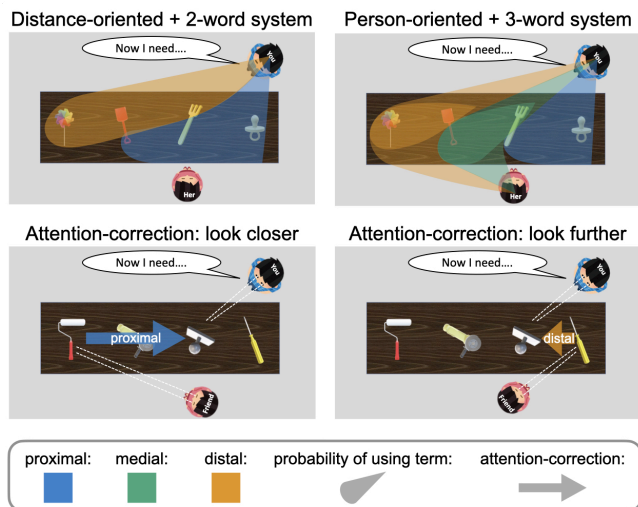 Distance-oriented + 2-word system
Now I need....
You
Her
Person-oriented + 3-word system
Now I need....
You
Her
Attention-correction: look closer
Now I need....
You
proximal
Friend
Attention-correction: look further
Now I need....
You
distal
Friend
proximal: medial: distal: probability of using term: attention-correction: